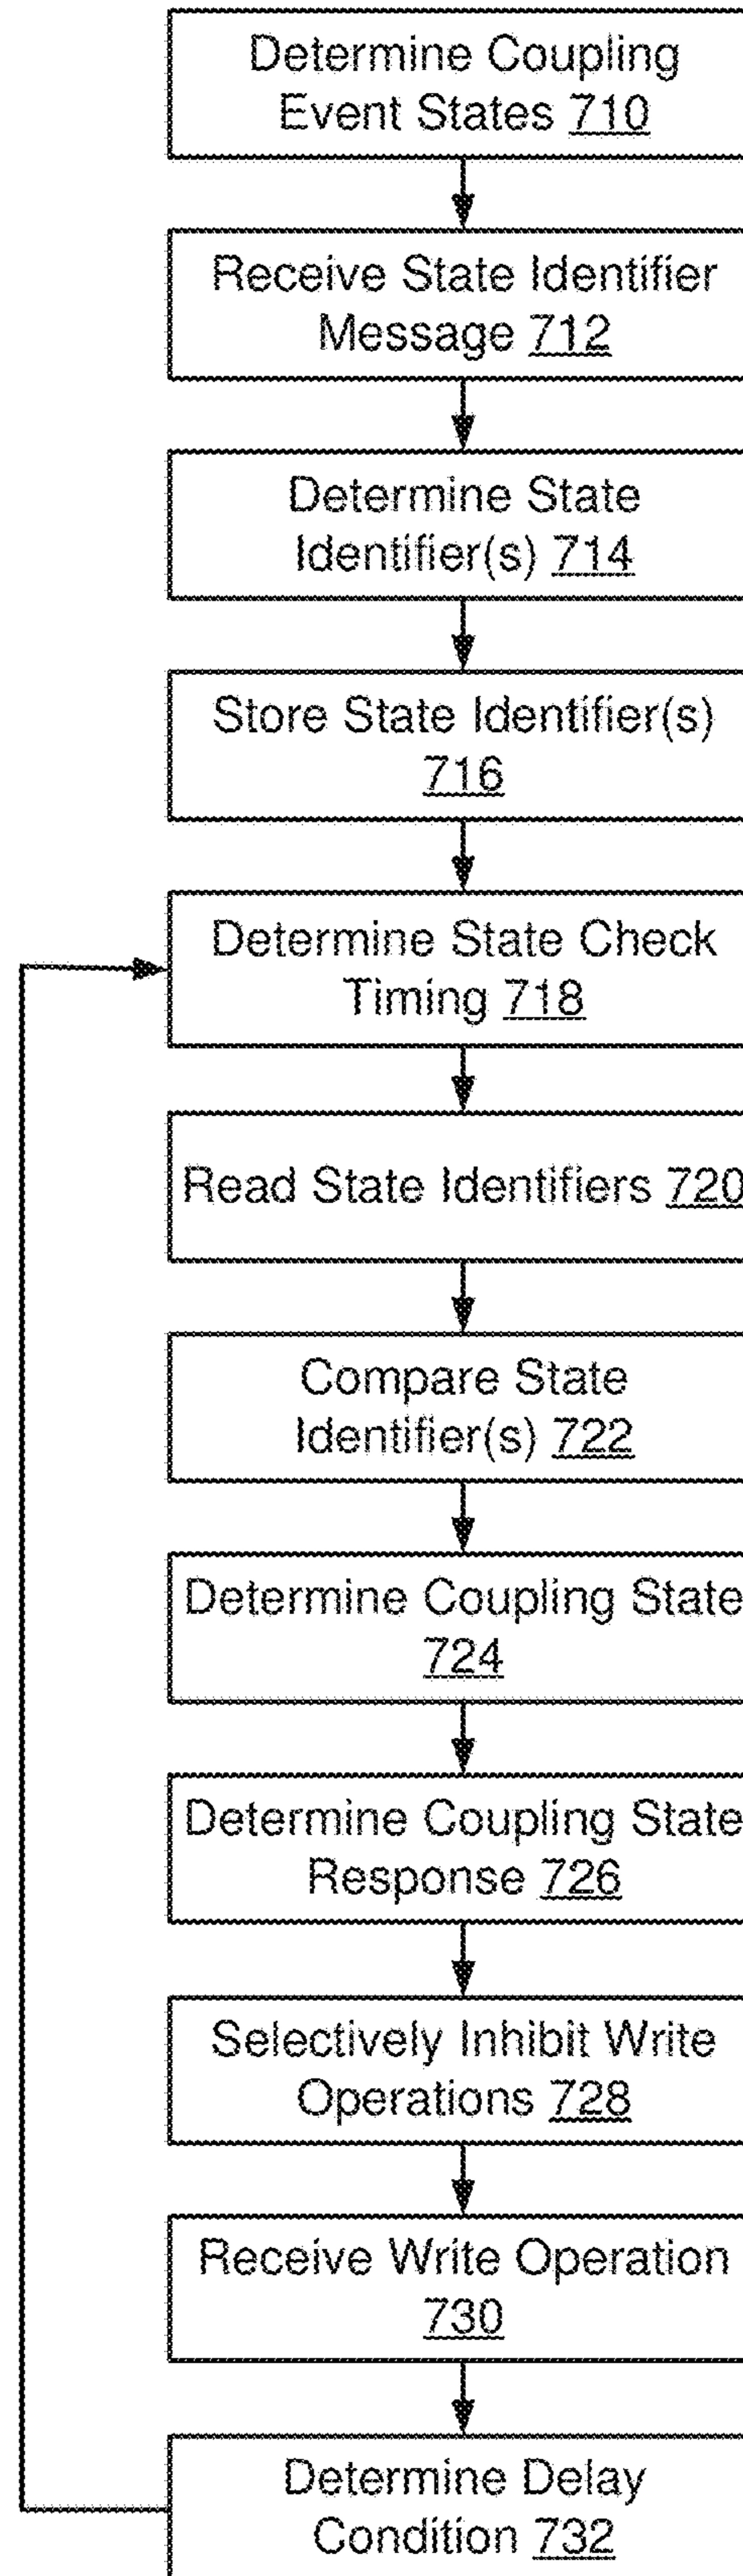 Determine Coupling
Event States 710
Receive State Identifier
Message 712
Determine State
Identifier(s) 714
Store State Identifier(s)
716
Determine State Check
Timing 718
Read State Identifiers 720
Compare State
Identifier(s) 722
Determine Coupling State
724
Determine Coupling State
Response 726
Selectively Inhibit Write
Operations 728
Receive Write Operation
730
Determine Delay
Condition 732